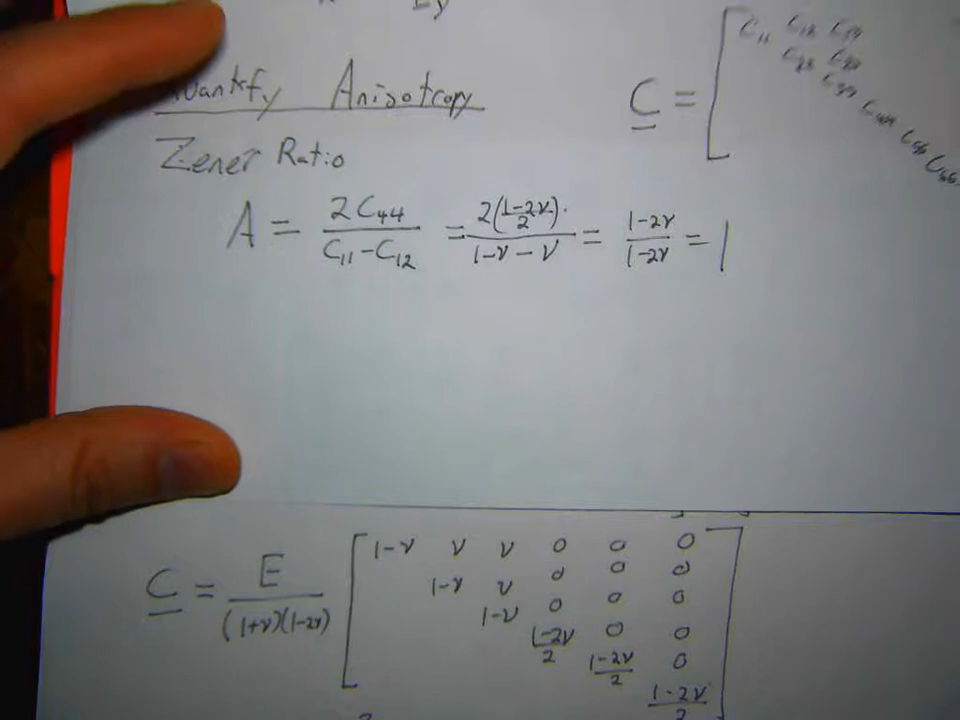 Quantify Anisotropy
Zener Ratio
A = 2C₄₄ / (C₁₁ - C₁₂) = 2((1-2ν)/2) / (1-ν-ν) = (1-2ν)/(1-2ν) = 1
C = [ C₁₁ C₁₂ C₁₃
C₂₂ C₂₃
C₃₃
C₄₄
C₅₅
C₆₆
C = E / ((1+ν)(1-2ν)) [ 1-ν ν ν 0 0 0
1-ν ν 0 0 0
1-ν 0 0 0
(1-2ν)/2 0 0
(1-2ν)/2 0
(1-2ν)/2 ]